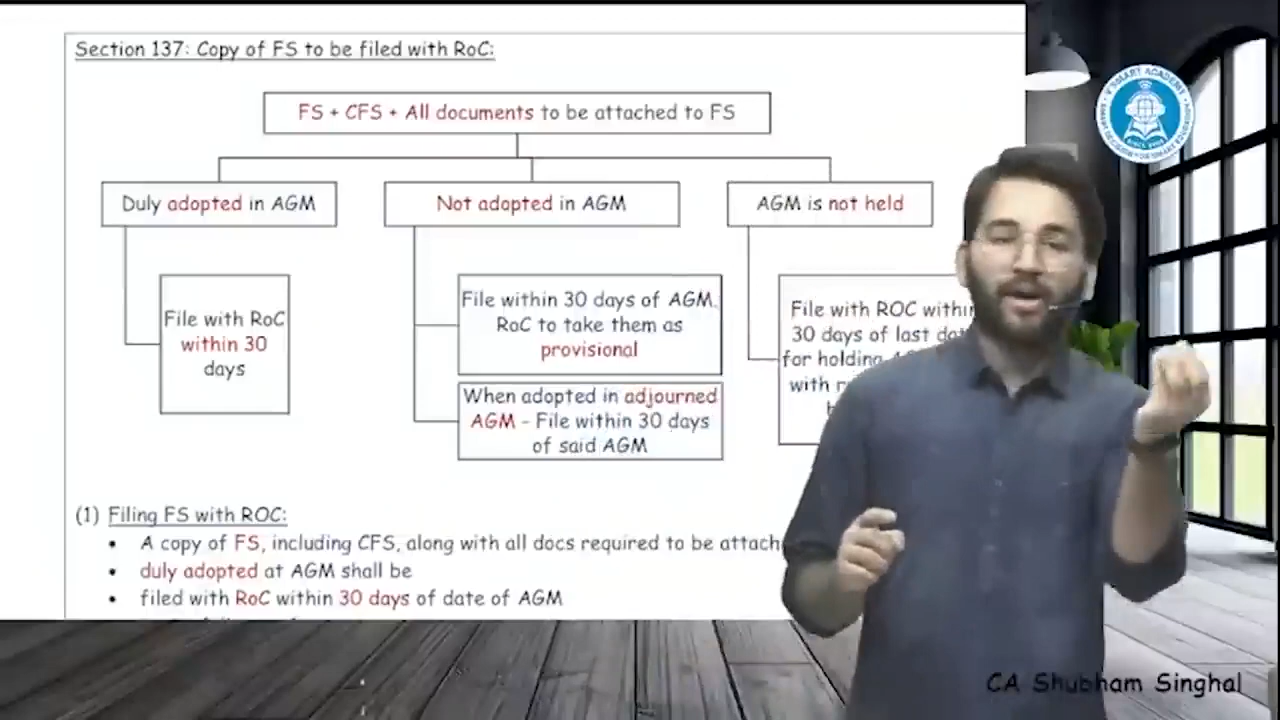 Section 137: Copy of FS to be filed with RoC:
FS + CFS + All documents to be attached to FS
Duly adopted in AGM
Not adopted in AGM
AGM is not held
File with RoC
within 30
days
File within 30 days of AGM.
RoC to take them as
provisional
When adopted in adjourned
AGM - File within 30 days
of said AGM
File with ROC within
30 days of last
for holding
with
(1) Filing FS with ROC:
• A copy of FS, including CFS, along with all docs required to be attach
• duly adopted at AGM shall be
• filed with RoC within 30 days of date of AGM
V'SMART ACADEMY
CA Shubham Singhal